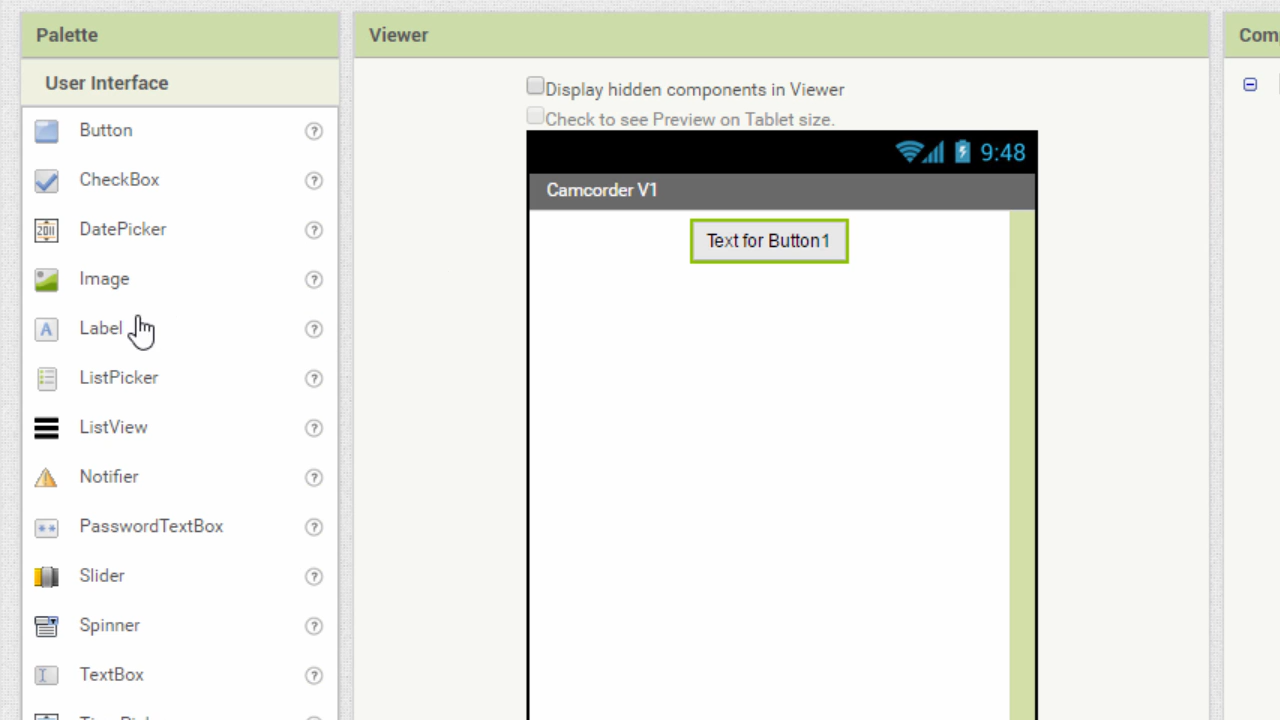 Palette
User Interface
Button
CheckBox
DatePicker
Image
Label
ListPicker
ListView
Notifier
PasswordTextBox
Slider
Spinner
TextBox
Viewer
Display hidden components in Viewer
Check to see Preview on Tablet size.
9:48
Camcorder V1
Text for Button1